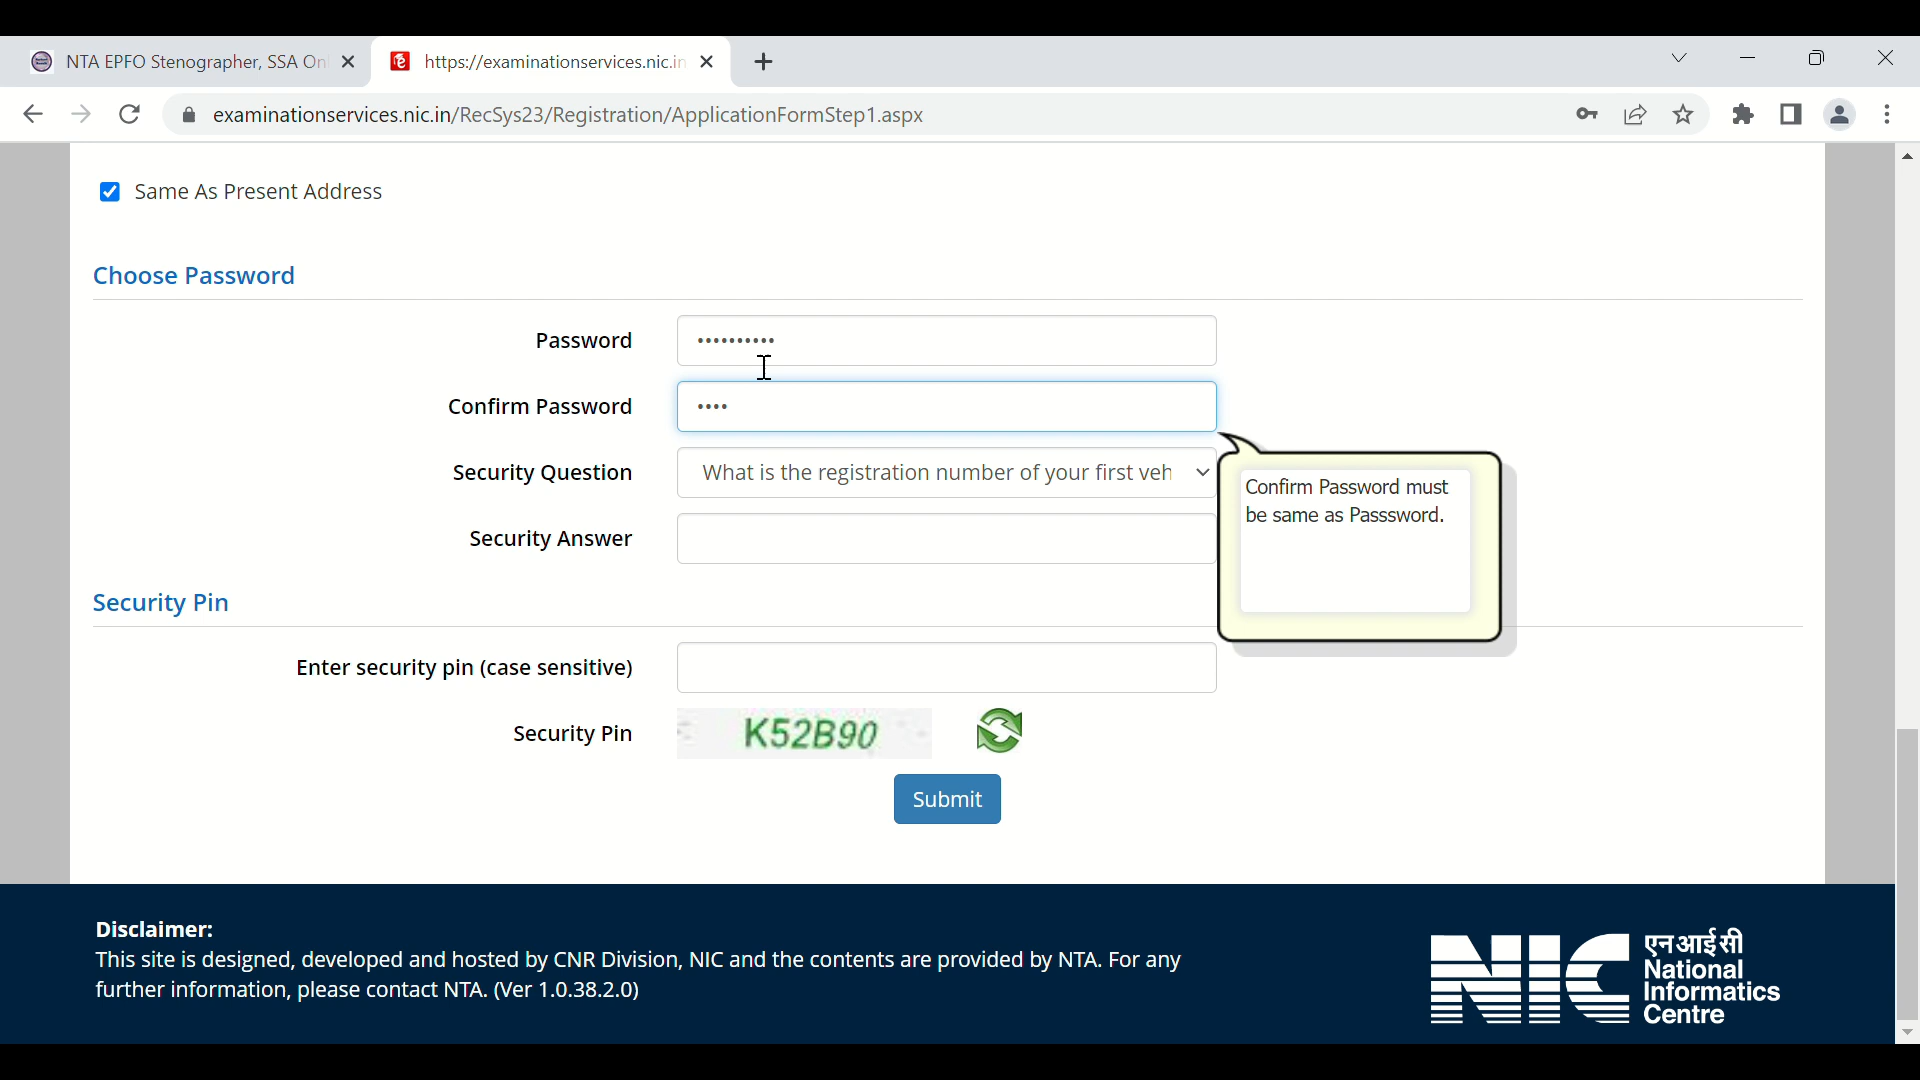 NTA EPFO Stenographer, SSA On
https://examinationservices.nic.in
examinationservices.nic.in/RecSys23/Registration/ApplicationFormStep1.aspx
Same As Present Address
Choose Password
Password
••••••••••
Confirm Password
••••
Security Question
What is the registration number of your first veh
Confirm Password must
be same as Passsword.
Security Answer
Security Pin
Enter security pin (case sensitive)
Security Pin
K52B90
Submit
Disclaimer:
This site is designed, developed and hosted by CNR Division, NIC and the contents are provided by NTA. For any
further information, please contact NTA. (Ver 1.0.38.2.0)
NIC
एनआईसी
National
Informatics
Centre